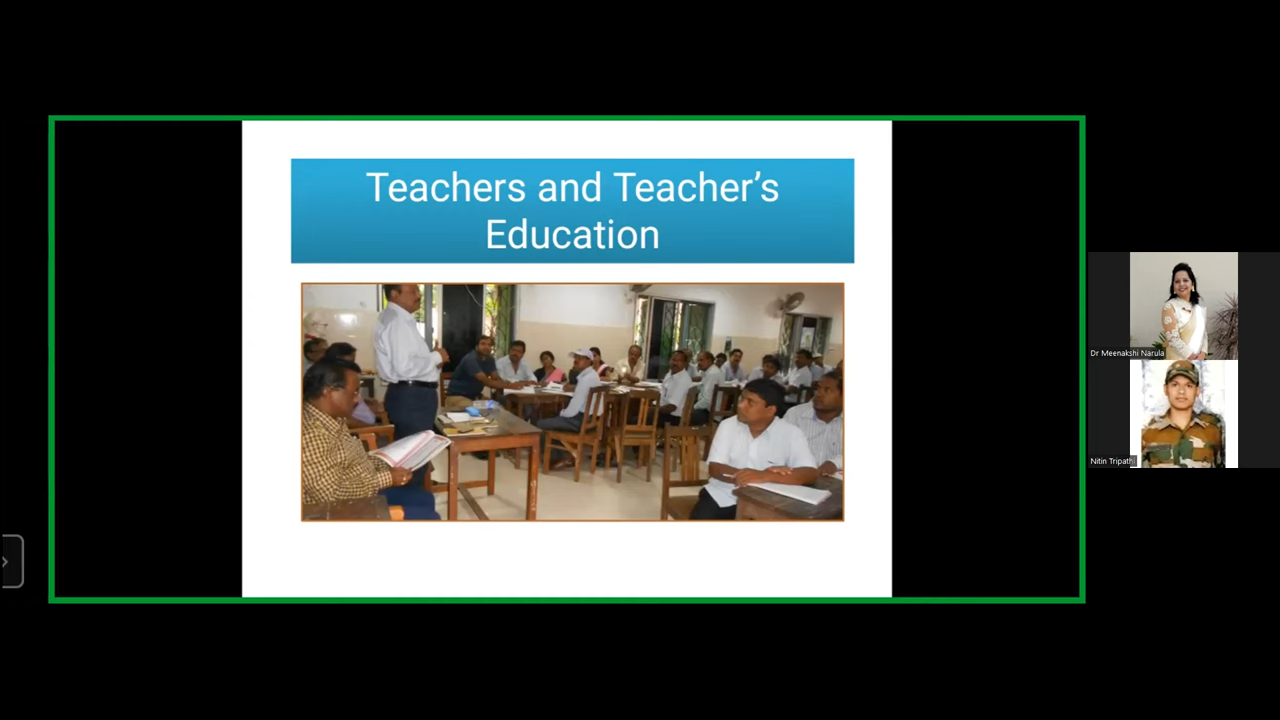 Teachers and Teacher’s
Education
Dr Meenakshi Narula
Nitin Tripathi